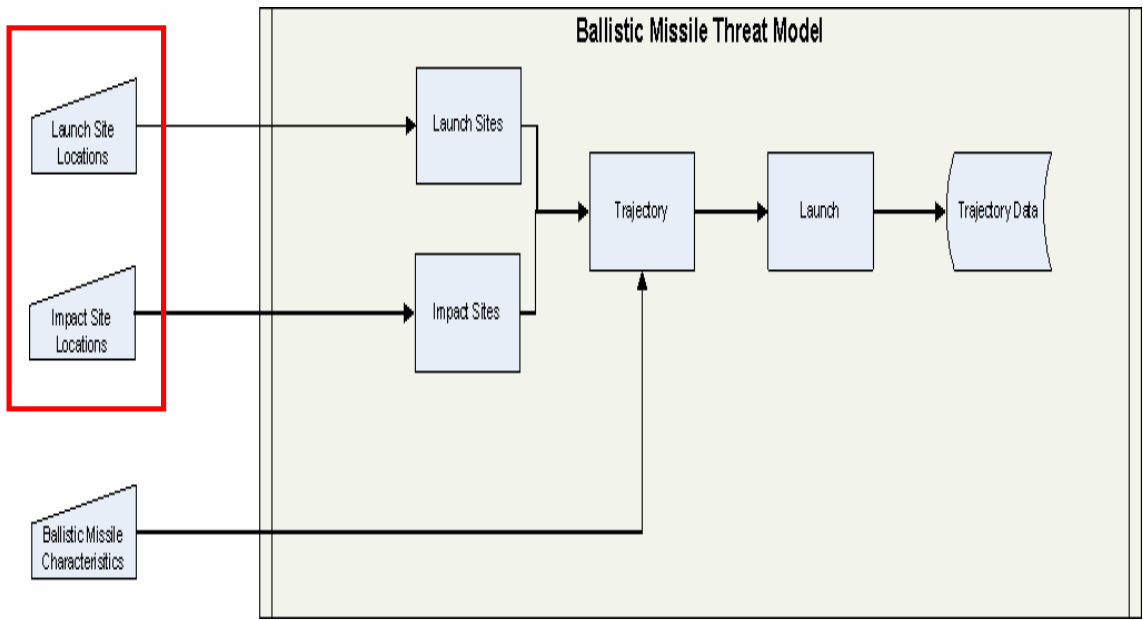 Ballistic Missile Threat Model
Launch Site
Locations
Launch Sites
Trajectory
Launch
Trajectory Data
Impact Site
Locations
Impact Sites
Ballistic Missile
Characterisitics